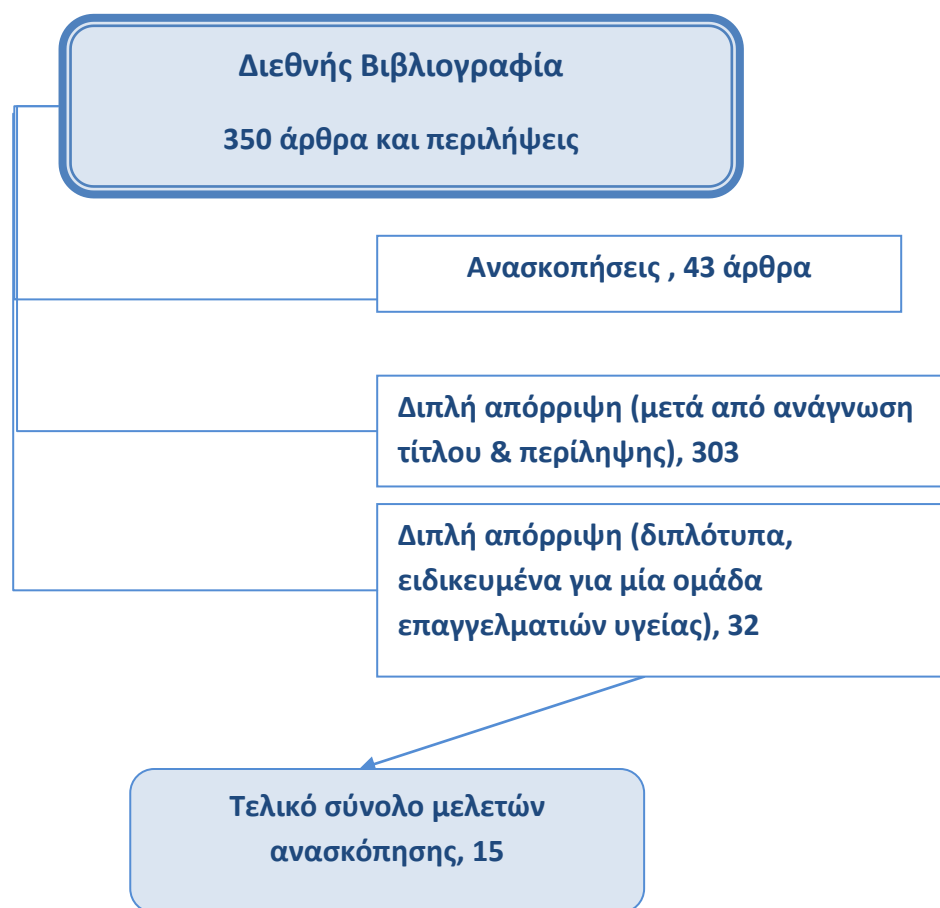 Διεθνής Βιβλιογραφία
350 άρθρα και περιλήψεις
Ανασκοπήσεις , 43 άρθρα
Διπλή απόρριψη (μετά από ανάγνωση
τίτλου & περίληψης), 303
Διπλή απόρριψη (διπλότυπα,
ειδικευμένα για μία ομάδα
επαγγελματιών υγείας), 32
Τελικό σύνολο μελετών
ανασκόπησης, 15